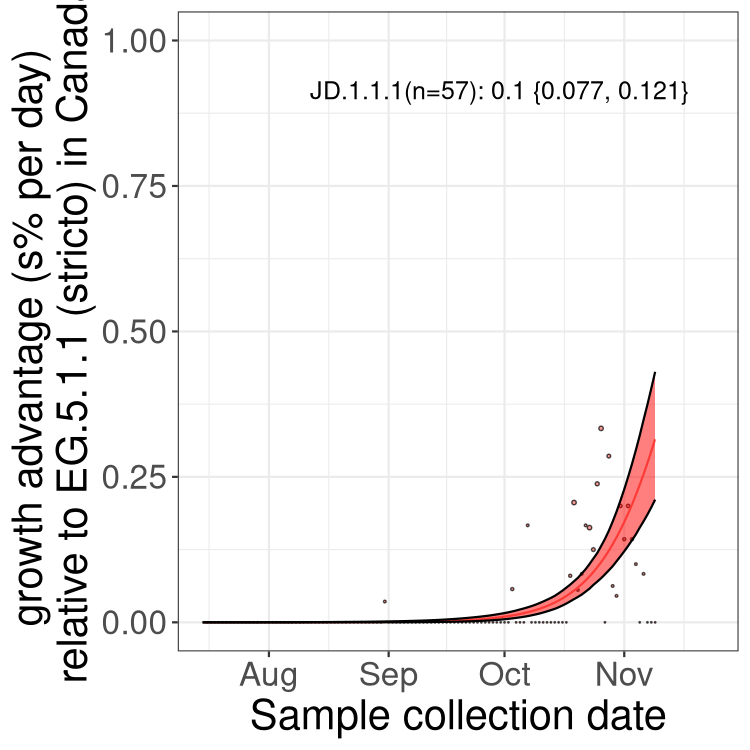 growth advantage (s% per day)
relative to EG.5.1.1 (stricto) in Canada
1.00
0.75
0.50
0.25
0.00
JD.1.1.1(n=57): 0.1 {0.077, 0.121}
Aug Sep Oct Nov
Sample collection date